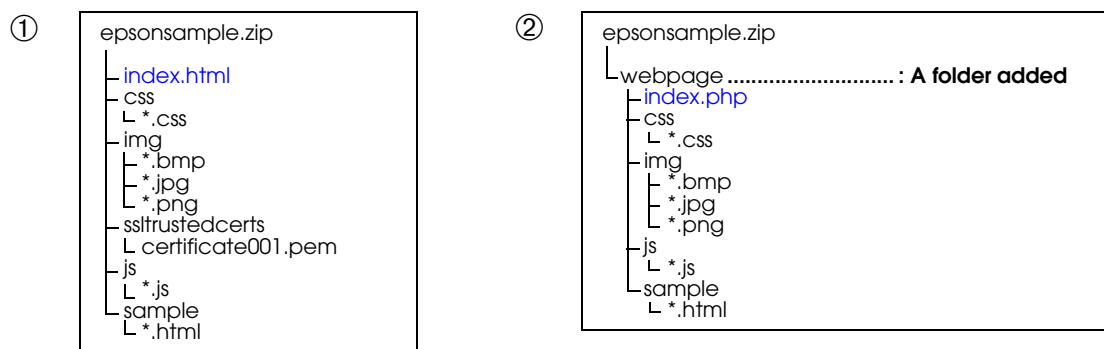 ①
epsonsample.zip
index.html
css
*.css
img
*.bmp
*.jpg
*.png
ssltrustedcerts
certificate001.pem
js
*.js
sample
*.html
②
epsonsample.zip
webpage ............................ : A folder added
index.php
css
*.css
img
*.bmp
*.jpg
*.png
js
*.js
sample
*.html